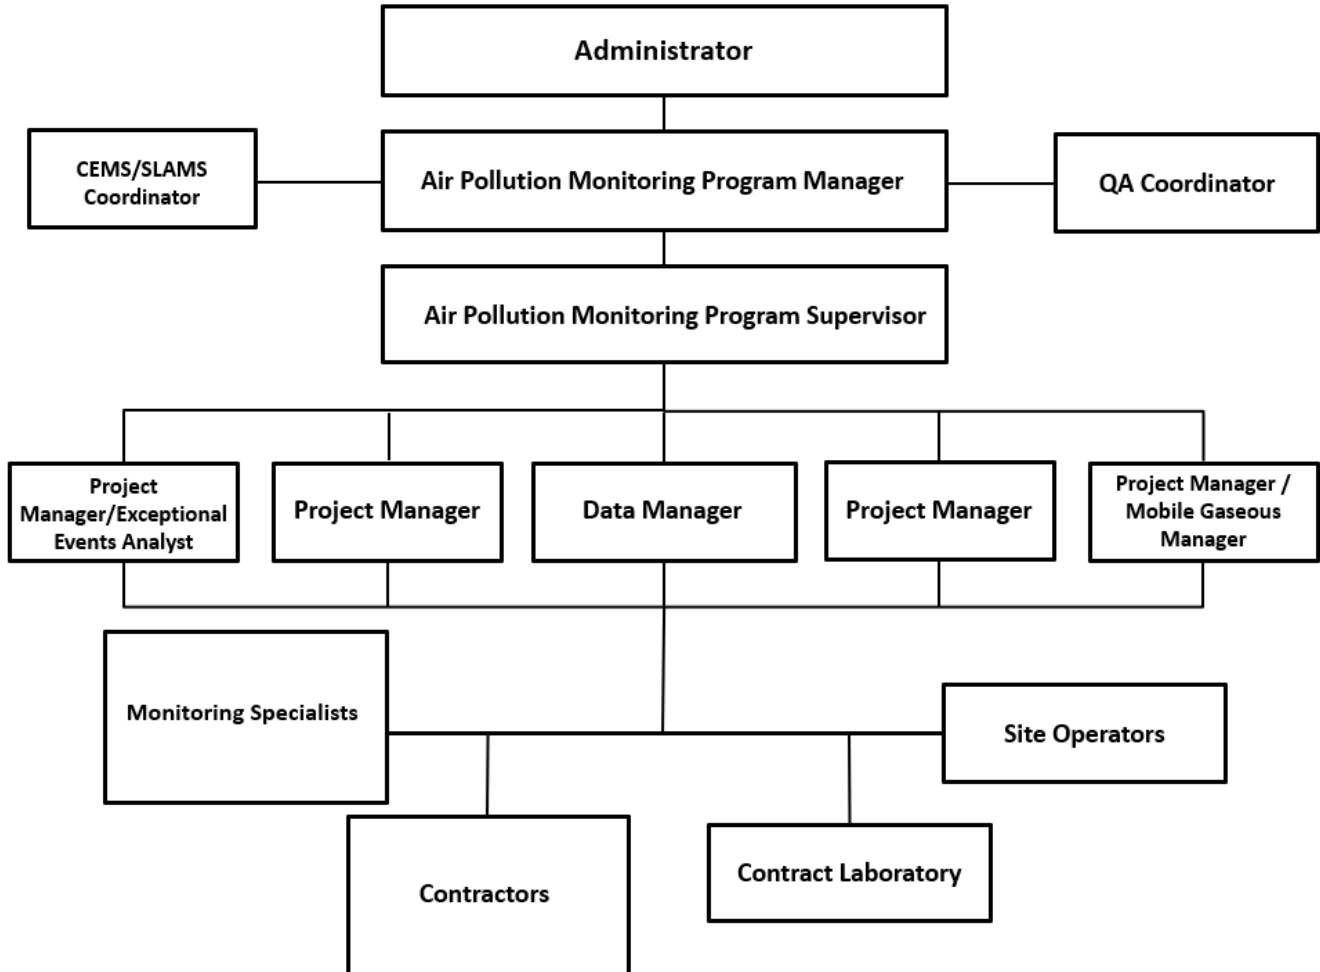 Administrator
CEMS/SLAMS
Coordinator
Air Pollution Monitoring Program Manager
QA Coordinator
Air Pollution Monitoring Program Supervisor
Project
Manager/Exceptional
Events Analyst
Project Manager
Data Manager
Project Manager
Project Manager /
Mobile Gaseous
Manager
Monitoring Specialists
Site Operators
Contractors
Contract Laboratory